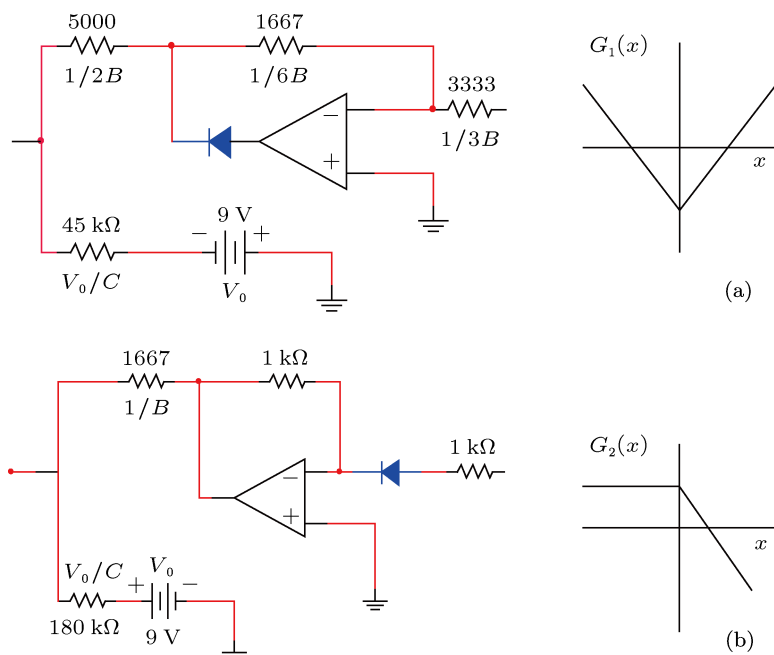 5000
1/2B
1667
1/6B
3333
1/3B
−
+
45 kΩ
V₀/C
− 9 V +
V₀
G₁(x)
x
(a)
1667
1/B
1 kΩ
1 kΩ
−
+
V₀/C
+ V₀ −
180 kΩ
9 V
G₂(x)
x
(b)